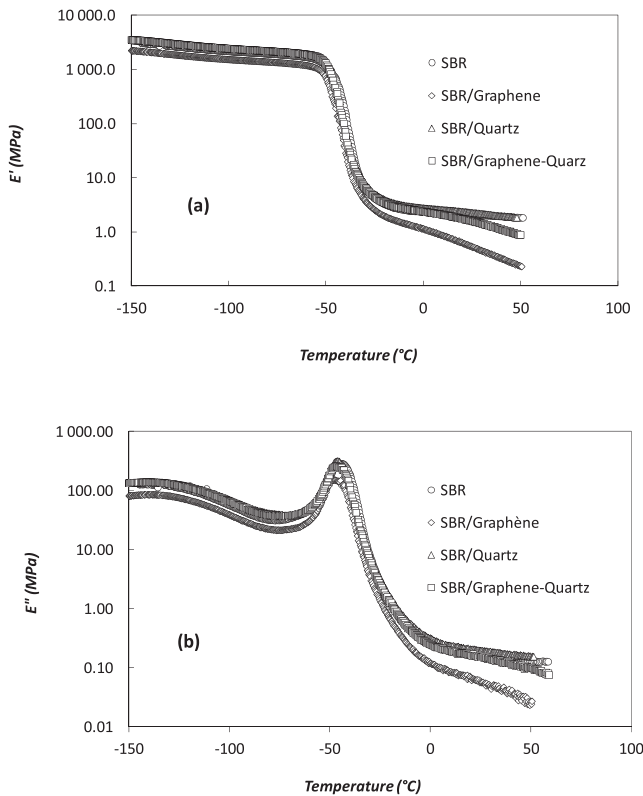 10 000.0
1 000.0
100.0
10.0
1.0
0.1
E' (MPa)
-150
-100
-50
0
50
100
Temperature (°C)
(a)
SBR
SBR/Graphene
SBR/Quartz
SBR/Graphene-Quarz
1 000.00
100.00
10.00
1.00
0.10
0.01
E" (MPa)
-150
-100
-50
0
50
100
Temperature (°C)
(b)
SBR
SBR/Graphène
SBR/Quartz
SBR/Graphene-Quartz